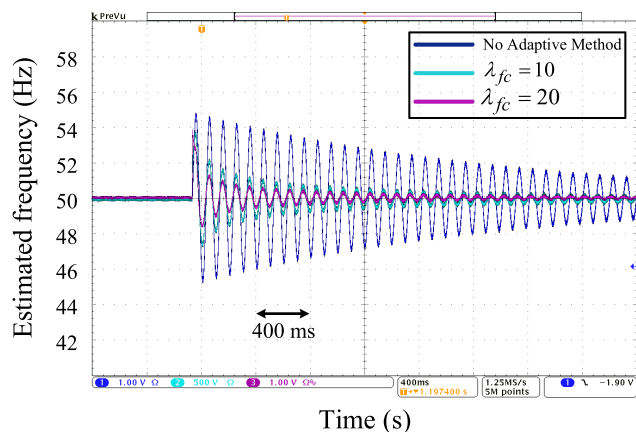 k PreVu
T
No Adaptive Method
λfc = 10
λfc = 20
58
56
54
52
50
48
46
44
42
Estimated frequency (Hz)
400 ms
1 1.00 V Ω 2 500 V Ω 3 1.00 V Ω
400ms
T→▾1.197400 s
1.25MS/s
5M points
1 -1.90 V
Time (s)